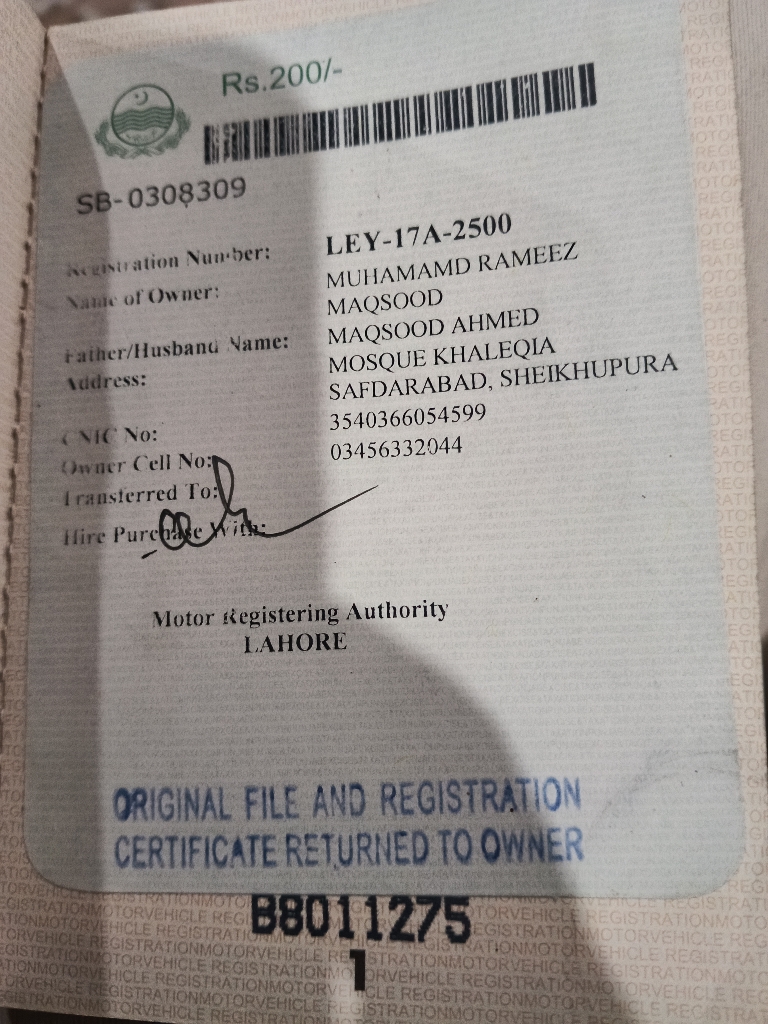 Rs.200/-
SB-0308309
Registration Number: LEY-17A-2500
Name of Owner: MUHAMAMD RAMEEZ
MAQSOOD
Father/Husband Name: MAQSOOD AHMED
Address: MOSQUE KHALEQIA
SAFDARABAD, SHEIKHUPURA
CNIC No: 3540366054599
Owner Cell No: 03456332044
Transferred To:
Hire Purchase With:
Motor Registering Authority
LAHORE
ORIGINAL FILE AND REGISTRATION
CERTIFICATE RETURNED TO OWNER
B8011275
1